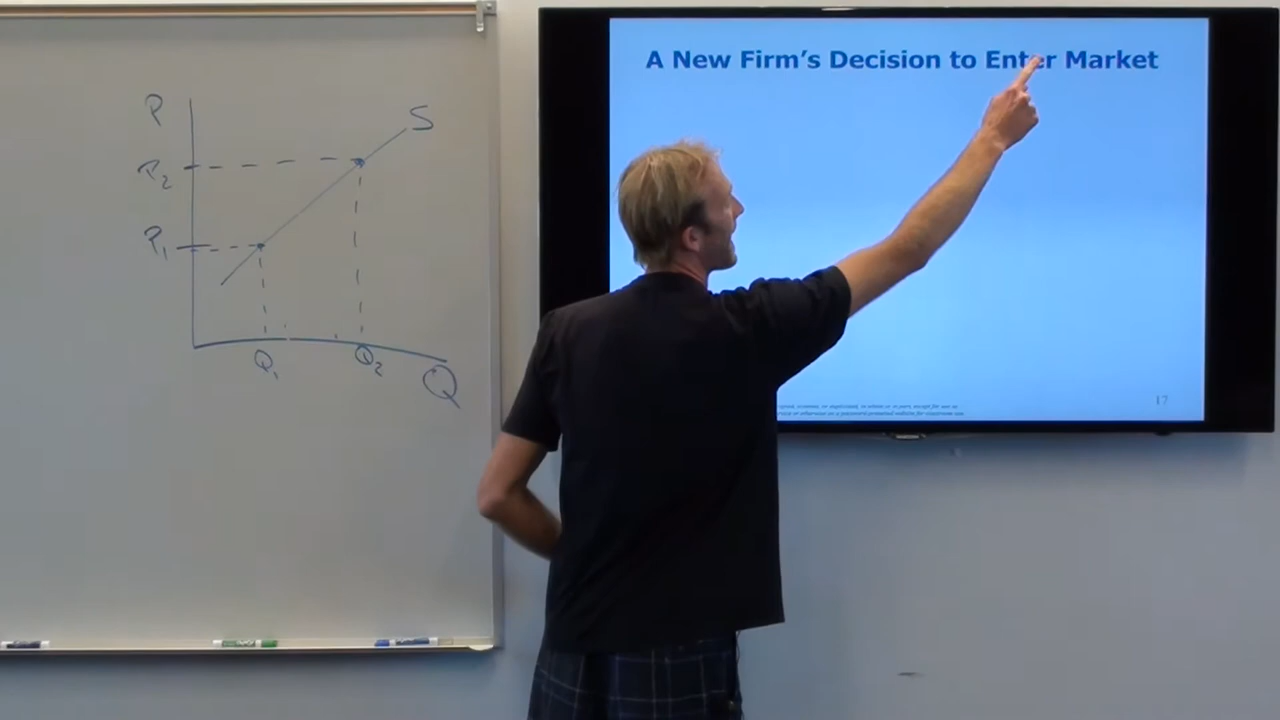 P
S
P₂
P₁
Q₁
Q₂
Q
A New Firm's Decision to Enter Market
17